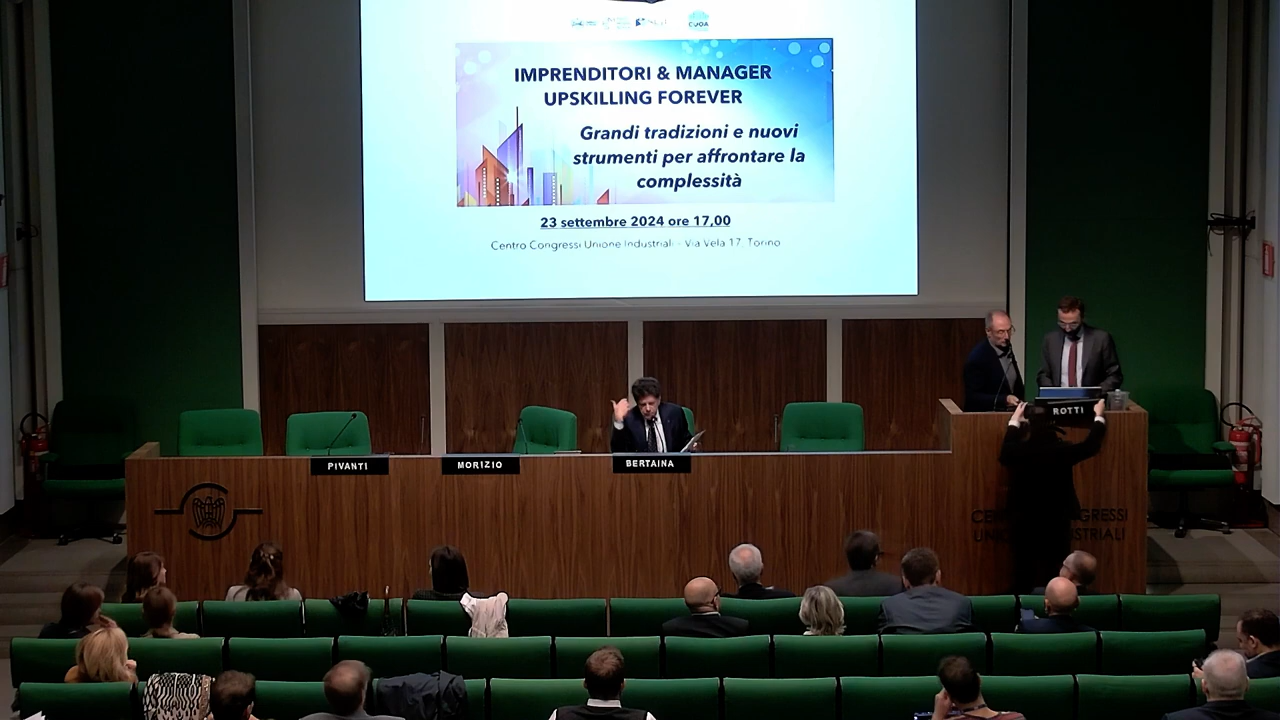 CUOA
IMPRENDITORI & MANAGER
UPSKILLING FOREVER
Grandi tradizioni e nuovi
strumenti per affrontare la
complessità
23 settembre 2024 ore 17,00
Centro Congressi Unione Industriali - Via Vela 17, Torino
ROTTI
PIVANTI
MORIZIO
BERTAINA